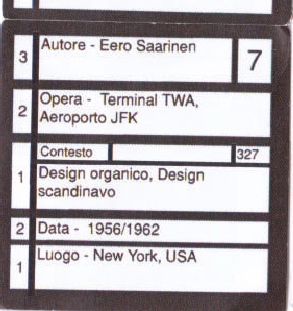 3 Autore - Eero Saarinen 7
2 Opera - Terminal TWA,
Aeroporto JFK
Contesto 327
1 Design organico, Design
scandinavo
2 Data - 1956/1962
1 Luogo - New York, USA